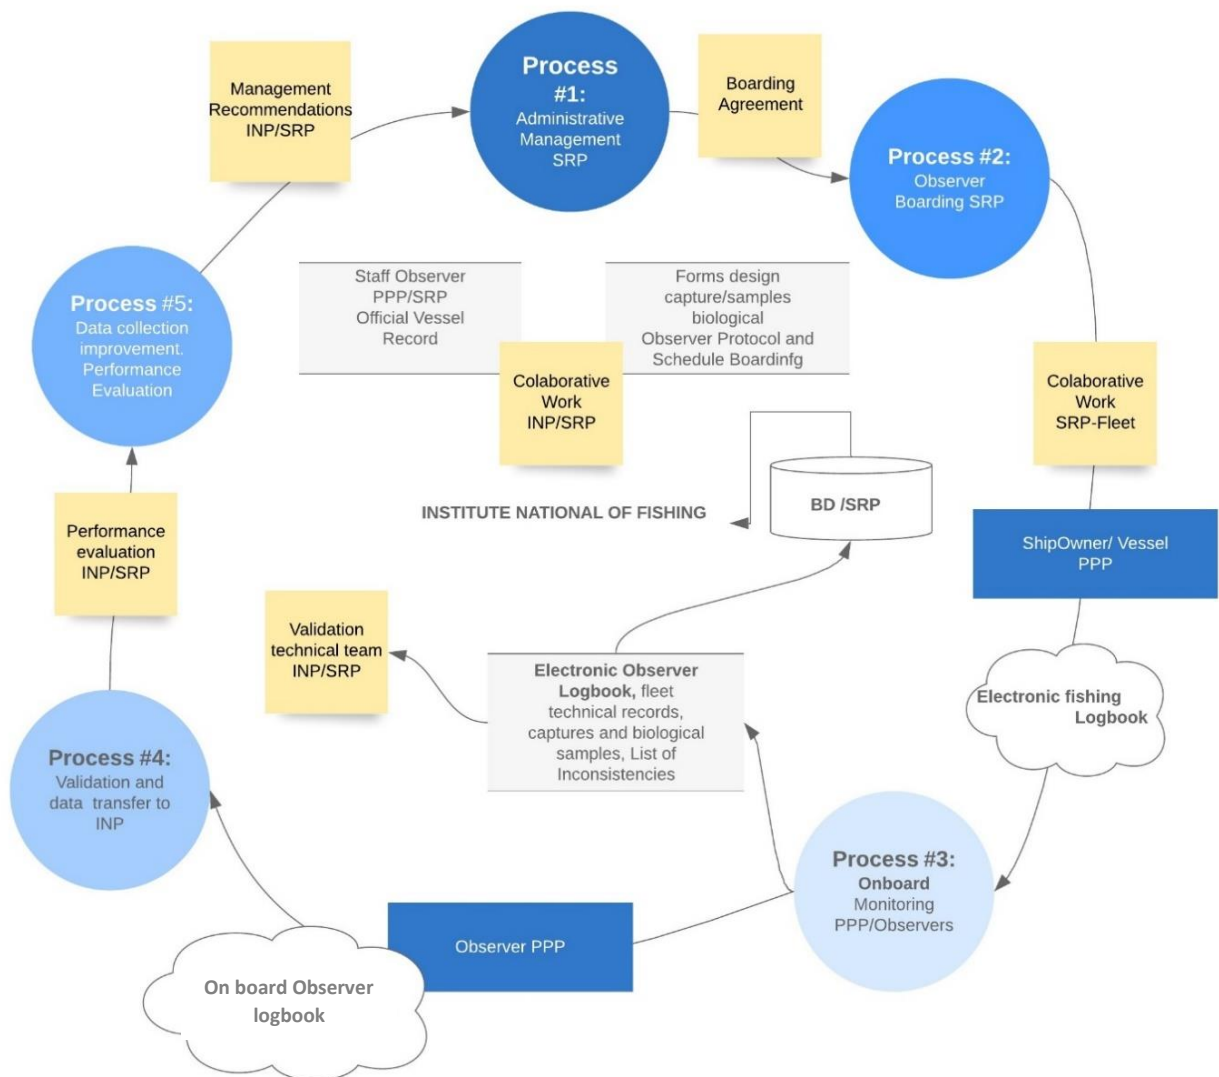 Management
Recommendations
INP/SRP
Process
#1:
Administrative
Management
SRP
Boarding
Agreement
Process #2:
Observer
Boarding SRP
Process #5:
Data collection
improvement.
Performance
Evaluation
Staff Observer
PPP/SRP
Official Vessel
Record
Forms design
capture/samples
biological
Observer Protocol and
Schedule Boardinfg
Colaborative
Work
INP/SRP
Colaborative
Work
SRP-Fleet
BD /SRP
INSTITUTE NATIONAL OF FISHING
Performance
evaluation
INP/SRP
ShipOwner/ Vessel
PPP
Validation
technical team
INP/SRP
Electronic Observer
Logbook, fleet
technical records,
captures and biological
samples, List of
Inconsistencies
Electronic fishing
Logbook
Process #4:
Validation and
data transfer to
INP
Process #3:
Onboard
Monitoring
PPP/Observers
Observer PPP
On board Observer
logbook